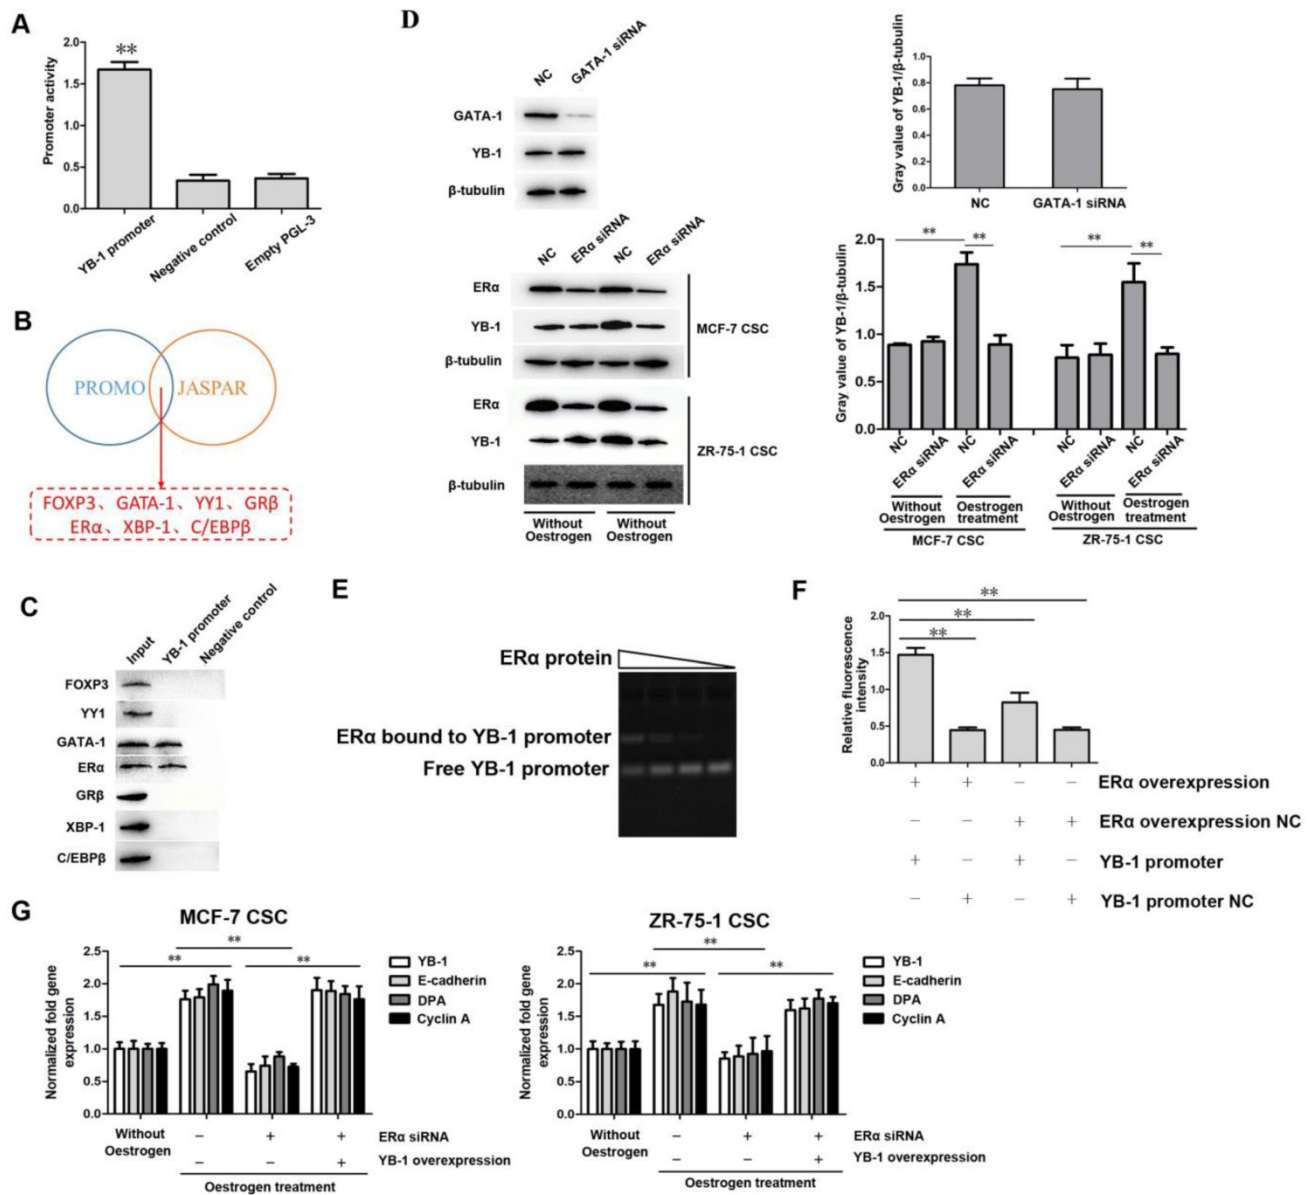 A
**
Promoter activity
2.0
1.5
1.0
0.5
0.0
YB-1 promoter
Negative control
Empty PGL-3
B
PROMO
JASPAR
FOXP3、GATA-1、YY1、GRβ
ERα、XBP-1、C/EBPβ
C
Input
YB-1 promoter
Negative control
FOXP3
YY1
GATA-1
ERα
GRβ
XBP-1
C/EBPβ
D
NC
GATA-1 siRNA
GATA-1
YB-1
β-tubulin
NC
ERα siRNA
NC
ERα siRNA
ERα
YB-1
β-tubulin
MCF-7 CSC
ERα
YB-1
β-tubulin
ZR-75-1 CSC
Without
Oestrogen
Without
Oestrogen
Gray value of YB-1/β-tubulin
1.0
0.8
0.6
0.4
0.2
0.0
NC
GATA-1 siRNA
Gray value of YB-1/β-tubulin
2.0
1.5
1.0
0.5
0.0
**
**
**
**
NC
ERα siRNA
NC
ERα siRNA
NC
ERα siRNA
NC
ERα siRNA
Without
Oestrogen
Oestrogen
treatment
Without
Oestrogen
Oestrogen
treatment
MCF-7 CSC
ZR-75-1 CSC
E
ERα protein
ERα bound to YB-1 promoter
Free YB-1 promoter
F
Relative fluorescence
intensity
2.0
1.5
1.0
0.5
0.0
**
**
**
+ + − − ERα overexpression
− − + + ERα overexpression NC
+ − + − YB-1 promoter
− + − + YB-1 promoter NC
G
MCF-7 CSC
Normalized fold gene
expression
2.5
2.0
1.5
1.0
0.5
0.0
**
**
**
YB-1
E-cadherin
DPA
Cyclin A
Without
Oestrogen
− + + ERα siRNA
− − + YB-1 overexpression
Oestrogen treatment
ZR-75-1 CSC
Normalized fold gene
expression
2.5
2.0
1.5
1.0
0.5
0.0
**
**
**
YB-1
E-cadherin
DPA
Cyclin A
Without
Oestrogen
− + + ERα siRNA
− − + YB-1 overexpression
Oestrogen treatment